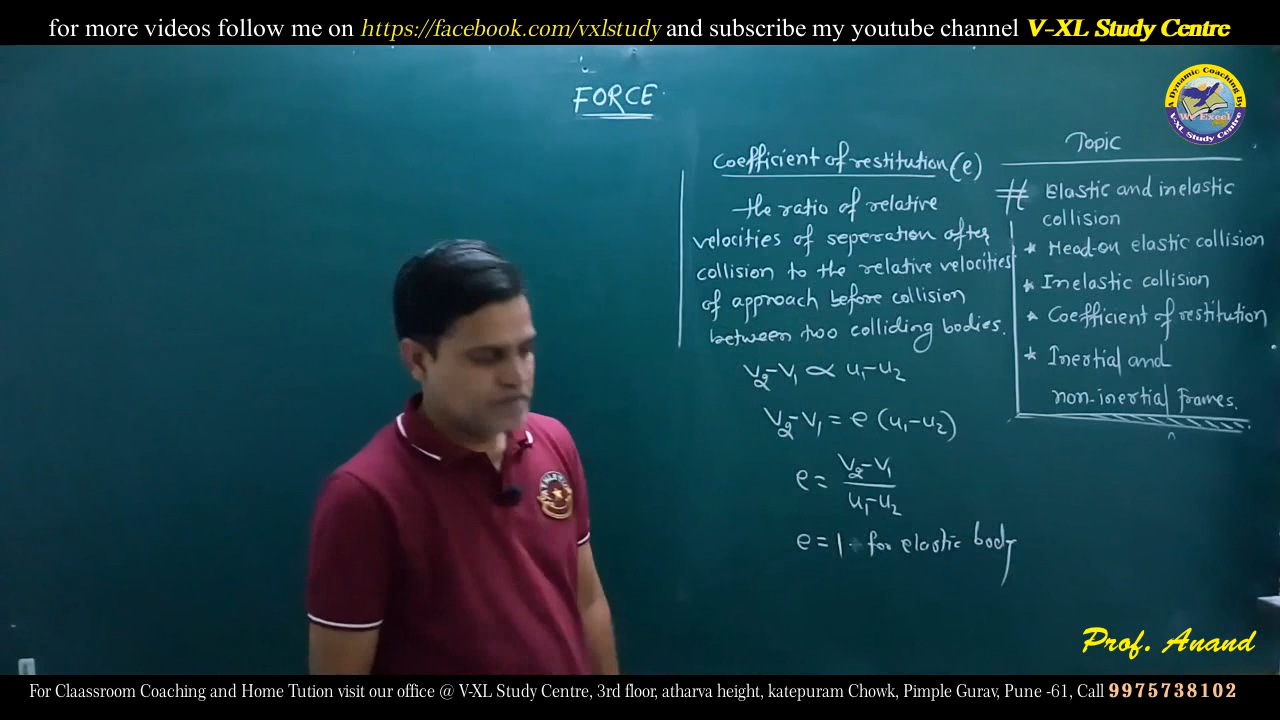 for more videos follow me on https://facebook.com/vxlstudy and subscribe my youtube channel V-XL Study Centre
FORCE
Coefficient of restitution (e)
the ratio of relative
velocities of seperation after
collision to the relative velocities
of approach before collision
between two colliding bodies.
v₂-v₁ ∝ u₁-u₂
v₂-v₁ = e (u₁-u₂)
e = v₂-v₁ / u₁-u₂
e = 1 for elastic body
A Dynamic Coaching By
We Excel
V-XL Study Centre
Topic
# Elastic and inelastic
collision
* Head-on elastic collision
* Inelastic collision
* Coefficient of restitution
* Inertial and
non-inertial frames.
Prof. Anand
For Claassroom Coaching and Home Tution visit our office @ V-XL Study Centre, 3rd floor, atharva height, katepuram Chowk, Pimple Gurav, Pune -61, Call 9975738102